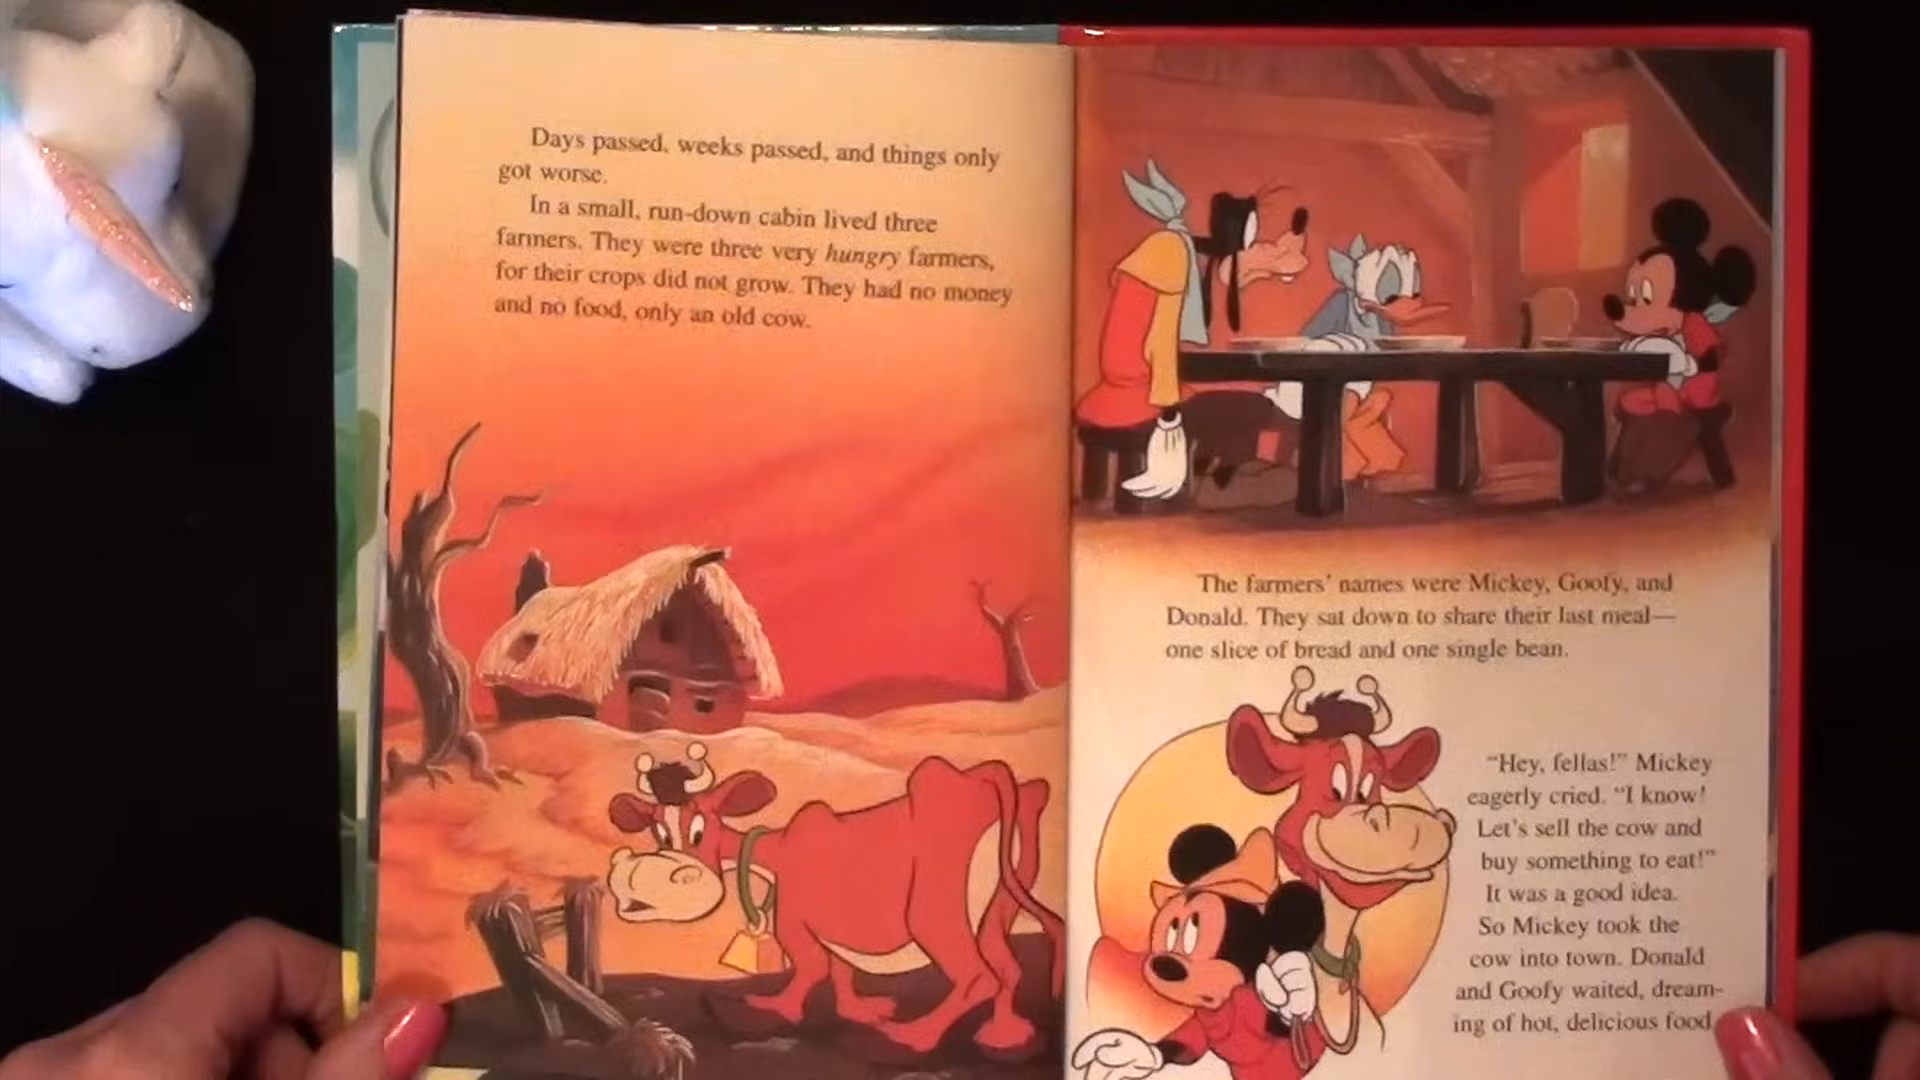 Days passed, weeks passed, and things only
got worse.
In a small, run-down cabin lived three
farmers. They were three very hungry farmers,
for their crops did not grow. They had no money
and no food, only an old cow.
The farmers' names were Mickey, Goofy, and
Donald. They sat down to share their last meal—
one slice of bread and one single bean.
"Hey, fellas!" Mickey
eagerly cried. "I know!
Let's sell the cow and
buy something to eat!"
It was a good idea.
So Mickey took the
cow into town. Donald
and Goofy waited, dream-
ing of hot, delicious food.